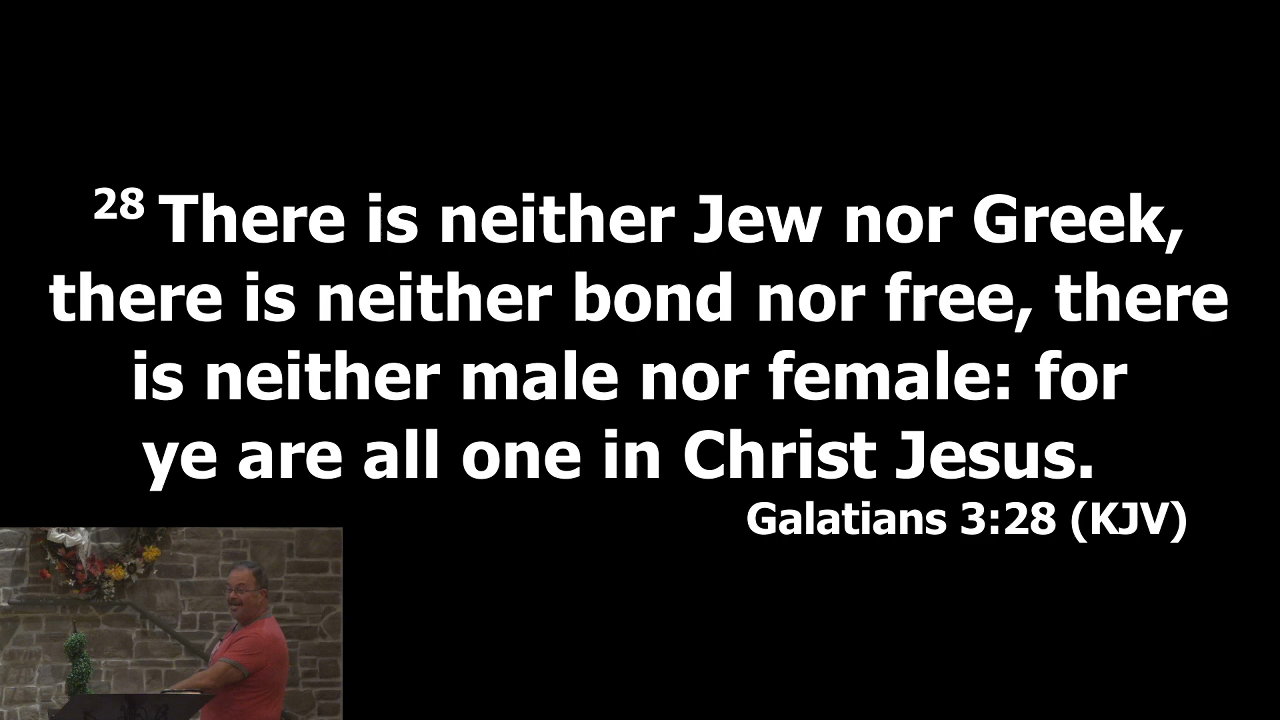 28 There is neither Jew nor Greek,
there is neither bond nor free, there
is neither male nor female: for
ye are all one in Christ Jesus.
Galatians 3:28 (KJV)